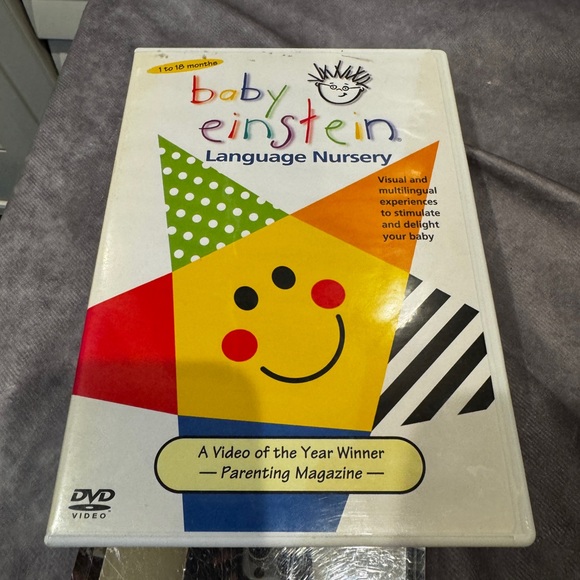 1 to 18 months
baby
einstein
Language Nursery
Visual and
multilingual
experiences
to stimulate
and delight
your baby
A Video of the Year Winner
— Parenting Magazine —
DVD
VIDEO